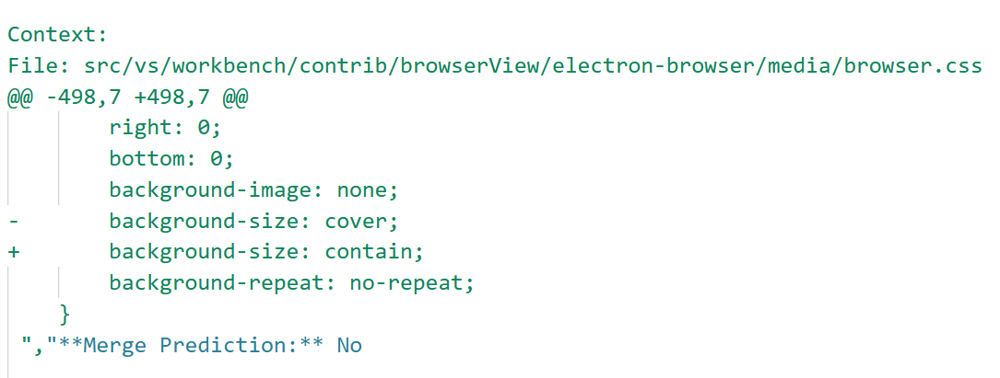 Context:
File: src/vs/workbench/contrib/browserView/electron-browser/media/browser.css
@@ -498,7 +498,7 @@
        right: 0;
        bottom: 0;
        background-image: none;
-       background-size: cover;
+       background-size: contain;
        background-repeat: no-repeat;
    }
 ","**Merge Prediction:** No